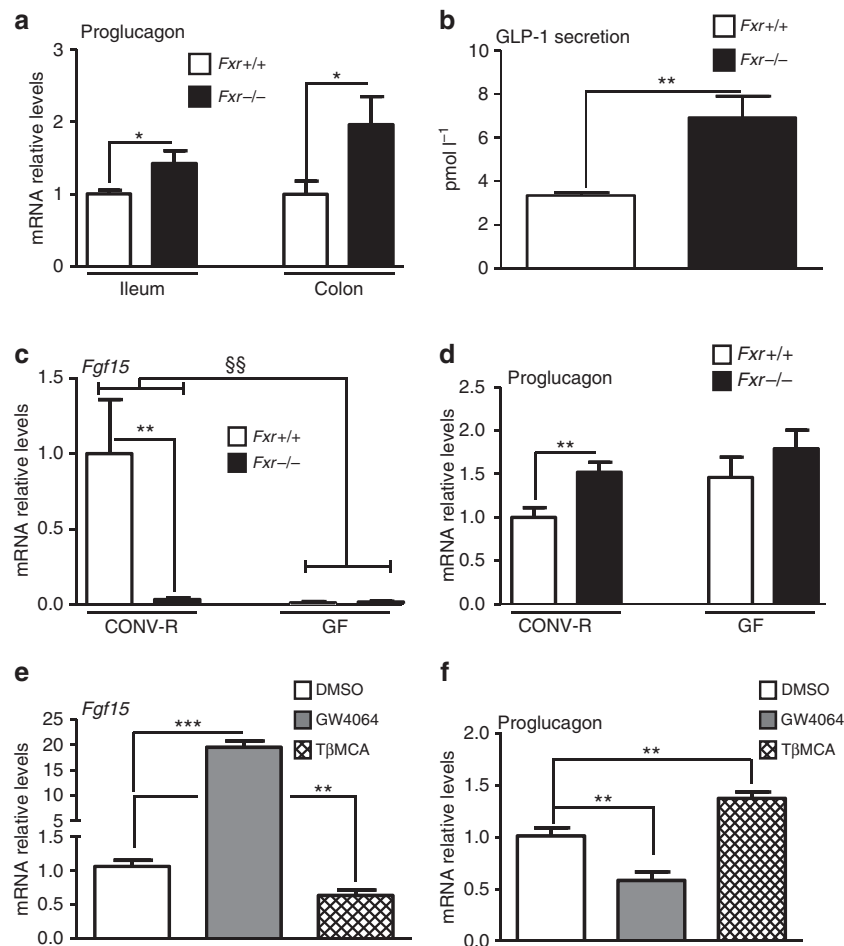 a
Proglucagon
Fxr+/+
Fxr−/−
mRNA relative levels
3
2
1
0
*
*
Ileum
Colon
b
GLP-1 secretion
Fxr+/+
Fxr−/−
pmol l⁻¹
10
8
6
4
2
0
**
c
Fgf15
§§
mRNA relative levels
1.5
1.0
0.5
0.0
**
Fxr+/+
Fxr−/−
CONV-R
GF
d
Proglucagon
Fxr+/+
Fxr−/−
mRNA relative levels
2.5
2.0
1.5
1.0
0.5
0.0
**
CONV-R
GF
e
Fgf15
DMSO
GW4064
TβMCA
mRNA relative levels
25
20
15
10
5
1.5
1.0
0.5
0.0
***
**
f
Proglucagon
DMSO
GW4064
TβMCA
mRNA relative levels
2.0
1.5
1.0
0.5
0.0
**
**